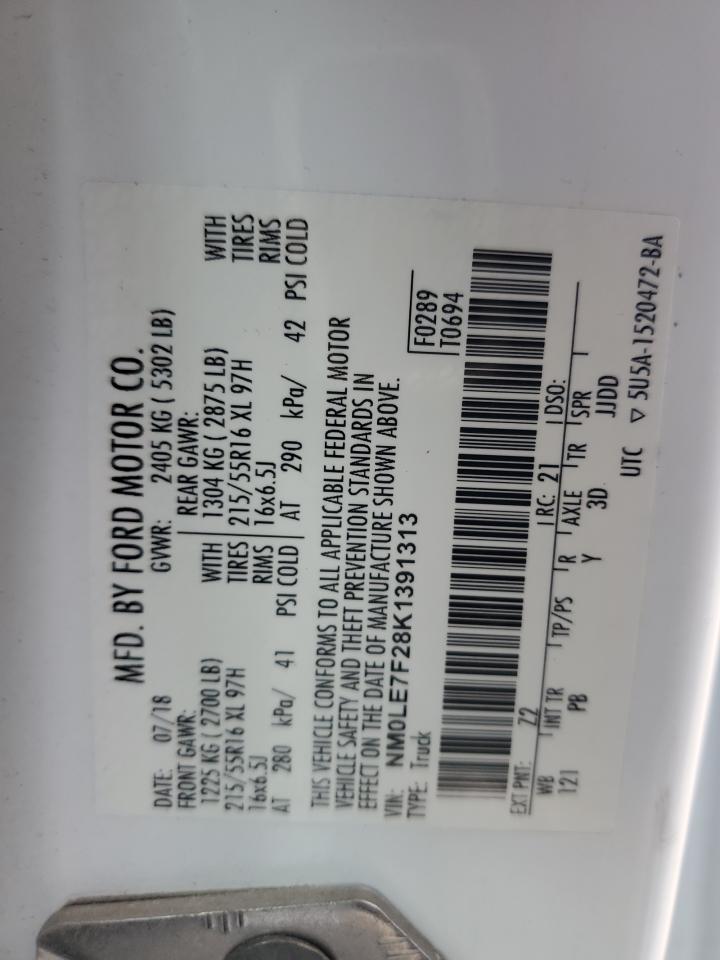 MFD. BY FORD MOTOR CO.
DATE: 07/18 GVWR: 2405 KG ( 5302 LB)
FRONT GAWR: REAR GAWR:
1225 KG ( 2700 LB) WITH 1304 KG ( 2875 LB) WITH
215/55R16 XL 97H TIRES 215/55R16 XL 97H TIRES
16x6.5J RIMS 16x6.5J RIMS
AT 280 kPa/ 41 PSI COLD AT 290 kPa/ 42 PSI COLD
THIS VEHICLE CONFORMS TO ALL APPLICABLE FEDERAL MOTOR
VEHICLE SAFETY AND THEFT PREVENTION STANDARDS IN
EFFECT ON THE DATE OF MANUFACTURE SHOWN ABOVE.
VIN: NM0LE7F28K1391313
TYPE: Truck
F0289
T0694
EXT PNT: Z2 RC: 21 DSO:
WB INT TR TP/PS R AXLE TR SPR
121 PB Y 3D JJDD
UTC ▽ 5U5A-1520472-BA